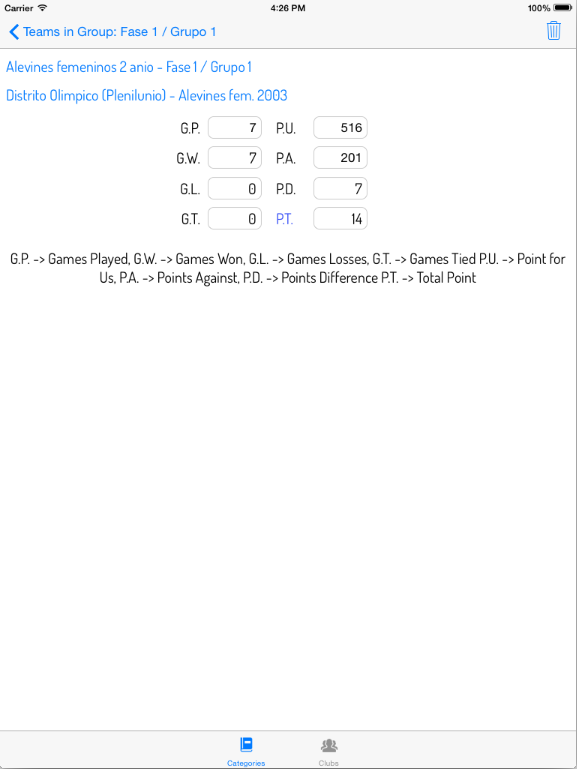 Carrier 4:26 PM 100%
Teams in Group: Fase 1 / Grupo 1
Alevines femeninos 2 anio - Fase 1 / Grupo 1
Distrito Olimpico (Plenilunio) - Alevines fem. 2003
G.P. 7 P.U. 516
G.W. 7 P.A. 201
G.L. 0 P.D. 7
G.T. 0 P.T. 14
G.P. -> Games Played, G.W. -> Games Won, G.L. -> Games Losses, G.T. -> Games Tied P.U. -> Point for
Us, P.A. -> Points Against, P.D. -> Points Difference P.T. -> Total Point
Categories Clubs